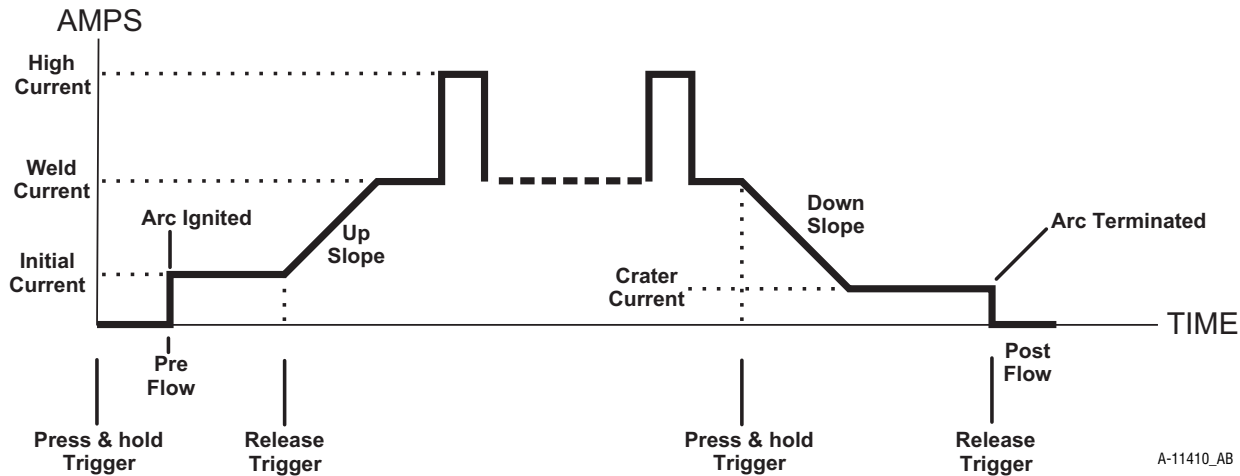 AMPS
High
Current
Weld
Current
Arc Ignited
Up
Slope
Down
Slope
Arc Terminated
Initial
Current
Crater
Current
TIME
Pre
Flow
Post
Flow
Press & hold
Trigger
Release
Trigger
Press & hold
Trigger
Release
Trigger
A-11410_AB